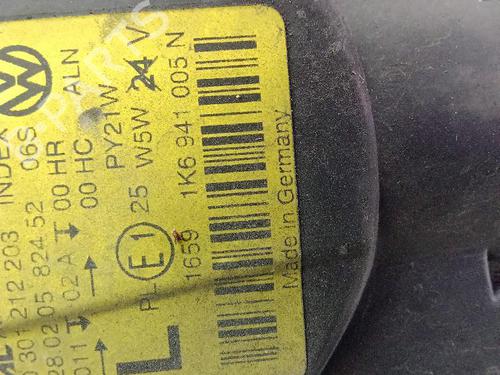 INDEX
301 212 203
06S
28.02.05 824-52
ALN
00 HR
00 HC
02 A
011
PY21W
W5W 24 V
25
E1
PL
L
1K6 941 005 N
1659
Made in Germany